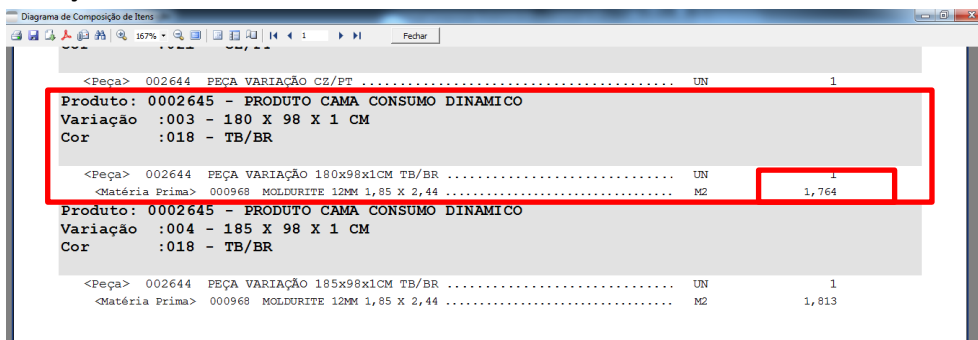 Diagrama de Composição de Itens
167% 1 Fechar
<Peça> 002644 PEÇA VARIAÇÃO CZ/PT ........................................ UN 1
Produto: 0002645 - PRODUTO CAMA CONSUMO DINAMICO
Variação :003 - 180 X 98 X 1 CM
Cor :018 - TB/BR
<Peça> 002644 PEÇA VARIAÇÃO 180x98x1CM TB/BR ............................. UN 1
<Matéria Prima> 000968 MOLDURITE 12MM 1,85 X 2,44 ............................. M2 1,764
Produto: 0002645 - PRODUTO CAMA CONSUMO DINAMICO
Variação :004 - 185 X 98 X 1 CM
Cor :018 - TB/BR
<Peça> 002644 PEÇA VARIAÇÃO 185x98x1CM TB/BR ............................. UN 1
<Matéria Prima> 000968 MOLDURITE 12MM 1,85 X 2,44 ............................. M2 1,813